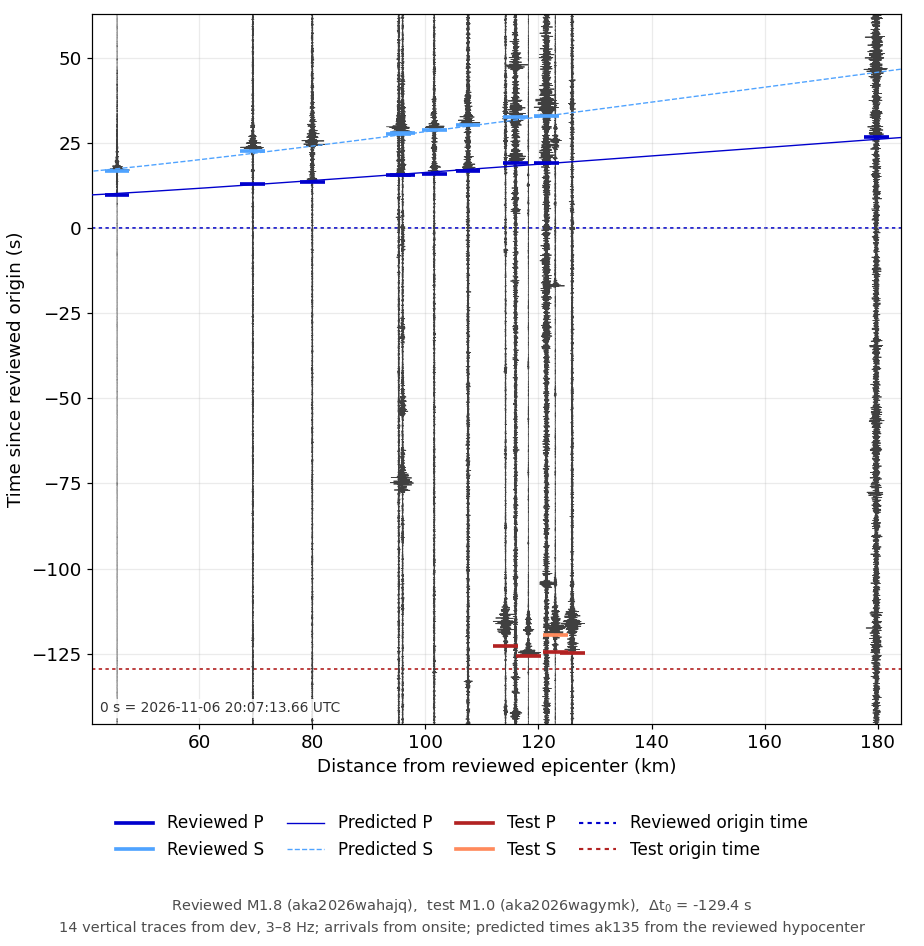 50
25
0
−25
−50
−75
−100
−125
Time since reviewed origin (s)
0 s = 2026-11-06 20:07:13.66 UTC
60 80 100 120 140 160 180
Distance from reviewed epicenter (km)
Reviewed P Predicted P Test P Reviewed origin time
Reviewed S Predicted S Test S Test origin time
Reviewed M1.8 (aka2026wahajq), test M1.0 (aka2026wagymk), Δt₀ = -129.4 s
14 vertical traces from dev, 3–8 Hz; arrivals from onsite; predicted times ak135 from the reviewed hypocenter